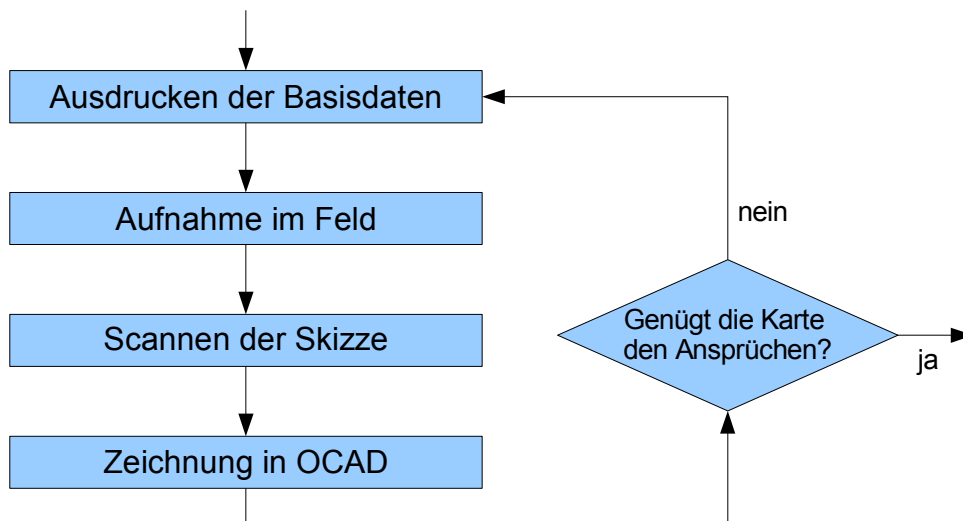 Ausdrucken der Basisdaten
Aufnahme im Feld
Scannen der Skizze
Zeichnung in OCAD
nein
Genügt die Karte
den Ansprüchen?
ja